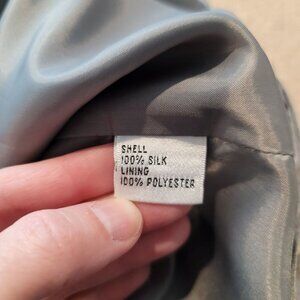 SHELL
100% SILK
LINING
100% POLYESTER